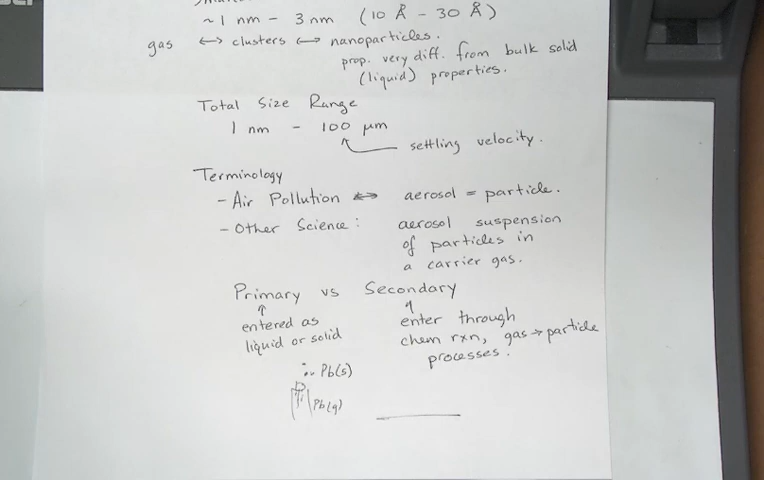 ~ 1 nm - 3 nm (10 Å - 30 Å)
gas ↔ clusters ↔ nanoparticles.
prop. very diff. from bulk solid
(liquid) properties.
Total Size Range
1 nm - 100 μm
settling velocity.
Terminology
- Air Pollution ↔ aerosol = particle.
- Other Science: aerosol suspension
of particles in
a carrier gas.
Primary vs Secondary
↑ entered as
liquid or solid
↑ enter through
chem rxn, gas → particle
processes.
Pb(s)
Pb(g)